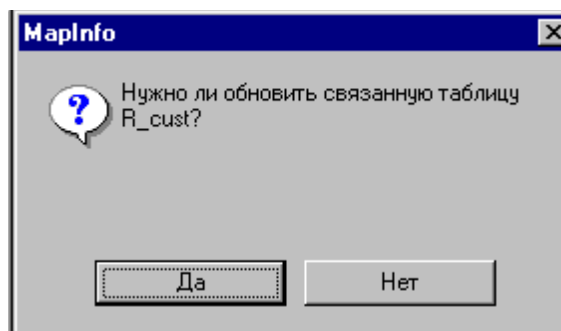 MapInfo
Нужно ли обновить связанную таблицу
R_cust?
Да
Нет